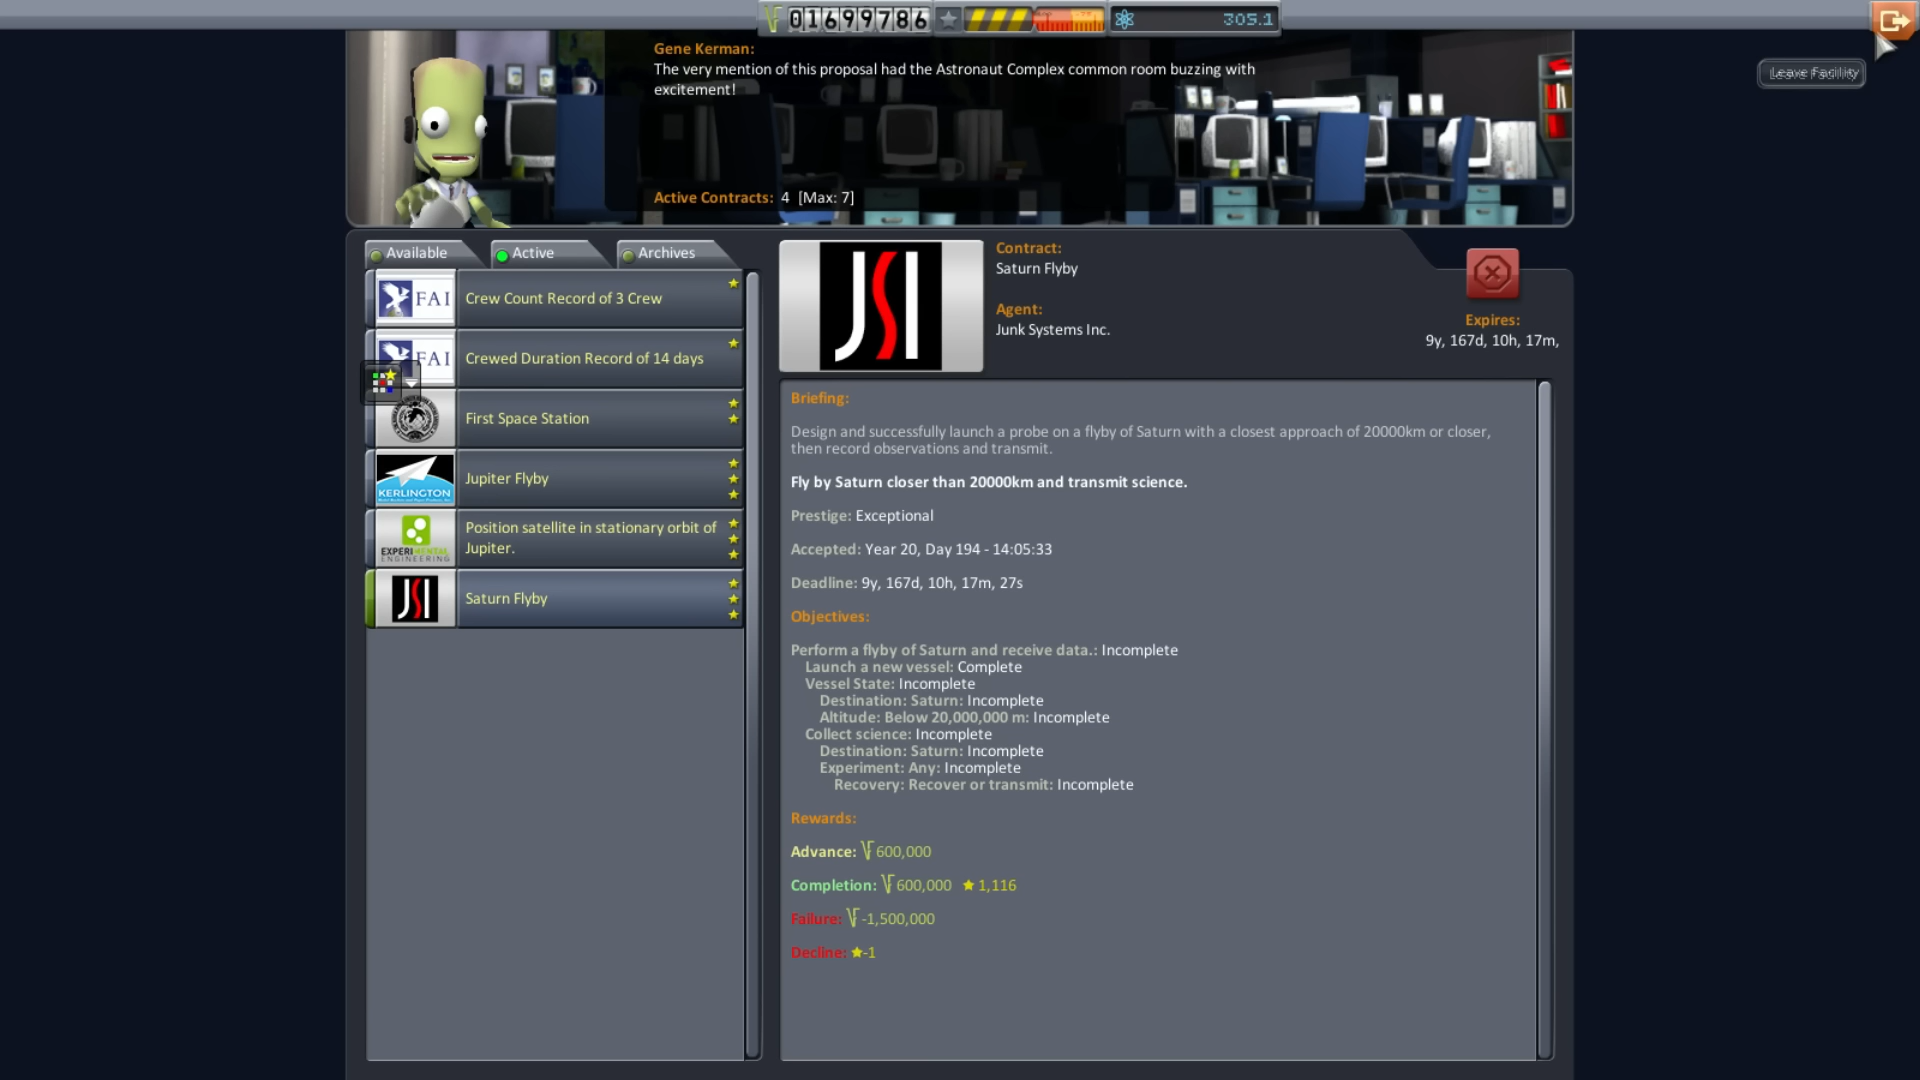 01699786
305.1
Gene Kerman:
The very mention of this proposal had the Astronaut Complex common room buzzing with
excitement!
Leave Facility
Active Contracts: 4 [Max: 7]
Available
Active
Archives
FAI
Crew Count Record of 3 Crew
FAI
Crewed Duration Record of 14 days
First Space Station
KERLINGTON
Jupiter Flyby
EXPERIMENTAL
ENGINEERING
Position satellite in stationary orbit of
Jupiter.
JSI
Saturn Flyby
JSI
Contract:
Saturn Flyby
Agent:
Junk Systems Inc.
Expires:
9y, 167d, 10h, 17m,
Briefing:
Design and successfully launch a probe on a flyby of Saturn with a closest approach of 20000km or closer,
then record observations and transmit.
Fly by Saturn closer than 20000km and transmit science.
Prestige: Exceptional
Accepted: Year 20, Day 194 - 14:05:33
Deadline: 9y, 167d, 10h, 17m, 27s
Objectives:
Perform a flyby of Saturn and receive data.: Incomplete
Launch a new vessel: Complete
Vessel State: Incomplete
Destination: Saturn: Incomplete
Altitude: Below 20,000,000 m: Incomplete
Collect science: Incomplete
Destination: Saturn: Incomplete
Experiment: Any: Incomplete
Recovery: Recover or transmit: Incomplete
Rewards:
Advance: 600,000
Completion: 600,000 1,116
Failure: -1,500,000
Decline: -1